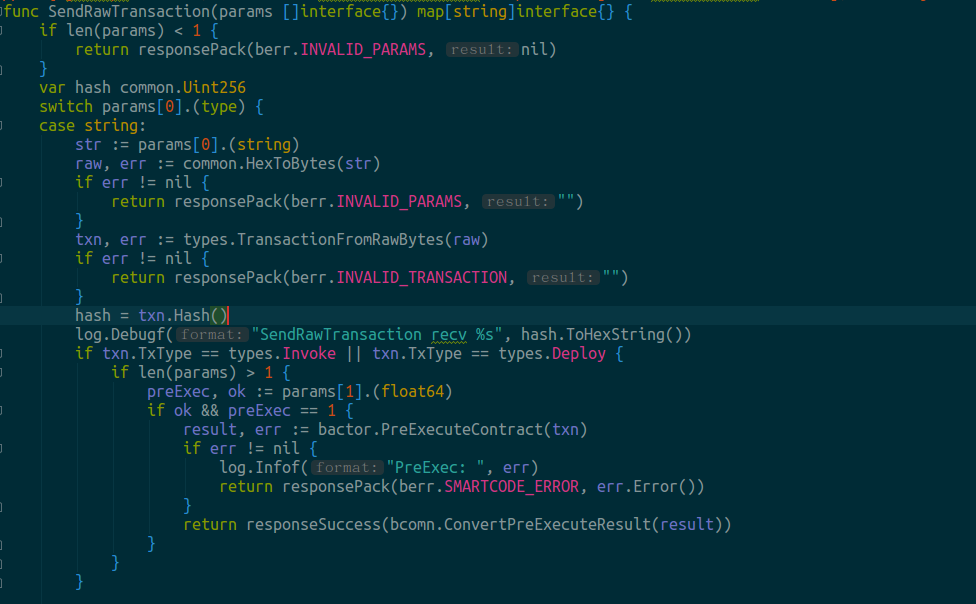 func SendRawTransaction(params []interface{}) map[string]interface{} {
    if len(params) < 1 {
        return responsePack(berr.INVALID_PARAMS, result: nil)
    }
    var hash common.Uint256
    switch params[0].(type) {
    case string:
        str := params[0].(string)
        raw, err := common.HexToBytes(str)
        if err != nil {
            return responsePack(berr.INVALID_PARAMS, result: "")
        }
        txn, err := types.TransactionFromRawBytes(raw)
        if err != nil {
            return responsePack(berr.INVALID_TRANSACTION, result: "")
        }
        hash = txn.Hash()
        log.Debugf( format: "SendRawTransaction recv %s", hash.ToHexString())
        if txn.TxType == types.Invoke || txn.TxType == types.Deploy {
            if len(params) > 1 {
                preExec, ok := params[1].(float64)
                if ok && preExec == 1 {
                    result, err := bactor.PreExecuteContract(txn)
                    if err != nil {
                        log.Infof( format: "PreExec: ", err)
                        return responsePack(berr.SMARTCODE_ERROR, err.Error())
                    }
                    return responseSuccess(bcomn.ConvertPreExecuteResult(result))
                }
            }
        }